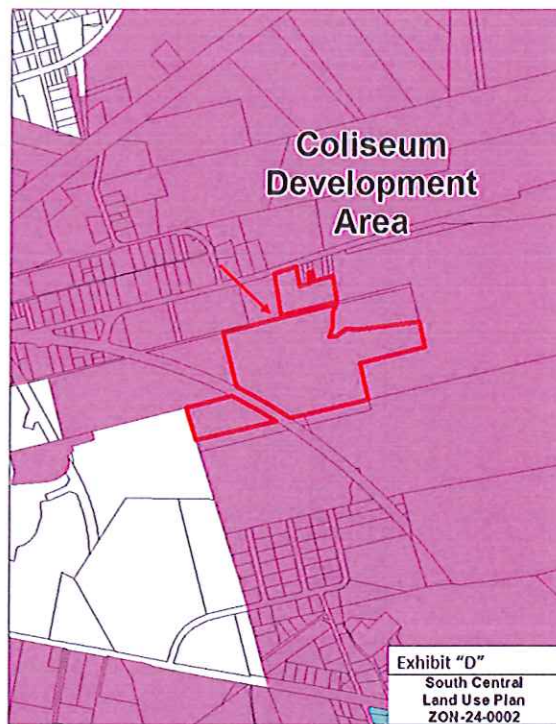 Coliseum
Development
Area
Exhibit "D"
South Central
Land Use Plan
ZON-24-0002